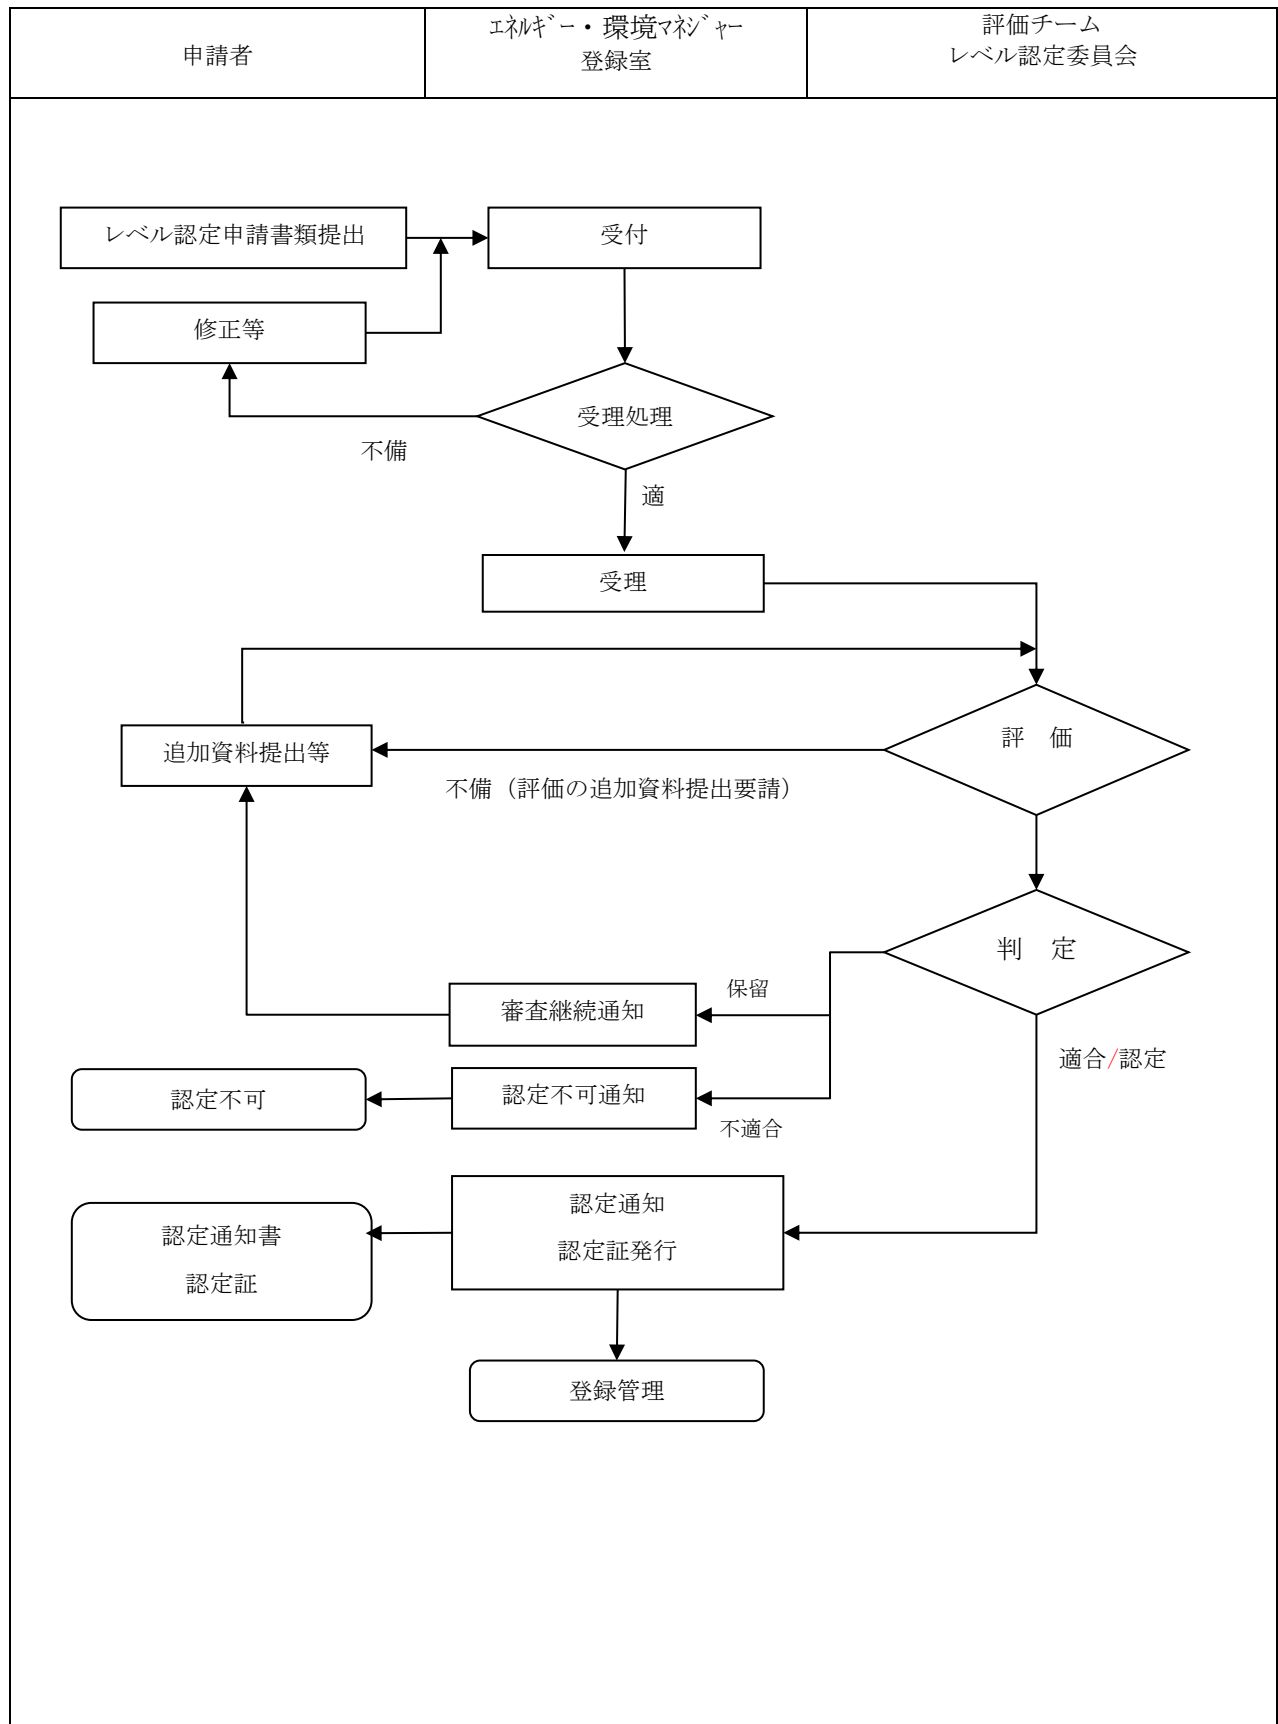 申請者
エネルギー・環境マネジャー
登録室
評価チーム
レベル認定委員会
レベル認定申請書類提出
受付
修正等
受理処理
不備
適
受理
評 価
追加資料提出等
不備（評価の追加資料提出要請）
判 定
保留
審査継続通知
適合/認定
認定不可
認定不可通知
不適合
認定通知
認定証発行
認定通知書
認定証
登録管理